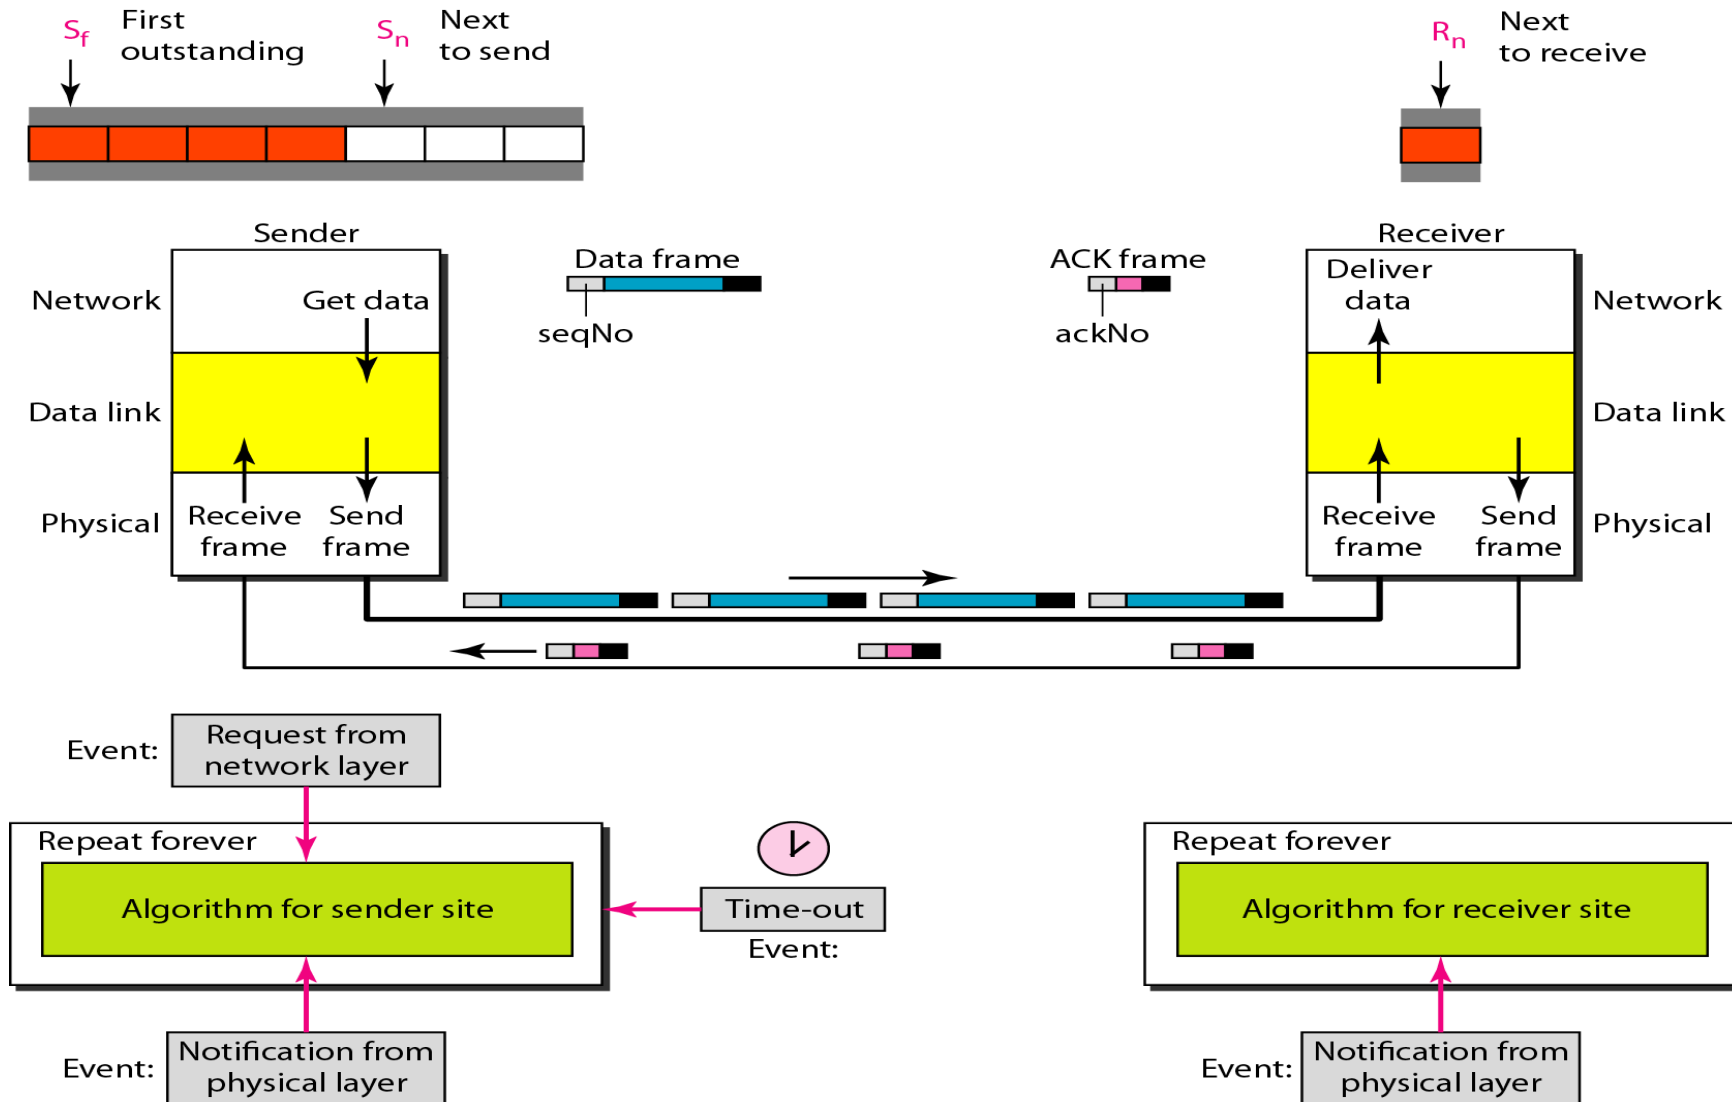 S_f First
outstanding
S_n Next
to send
R_n Next
to receive
Sender
Data frame
ACK frame
Receiver
Network
Get data
seqNo
ackNo
Deliver
data
Network
Data link
Data link
Physical
Receive
frame
Send
frame
Receive
frame
Send
frame
Physical
Event:
Request from
network layer
Repeat forever
Algorithm for sender site
Time-out
Event:
Repeat forever
Algorithm for receiver site
Event:
Notification from
physical layer
Event:
Notification from
physical layer